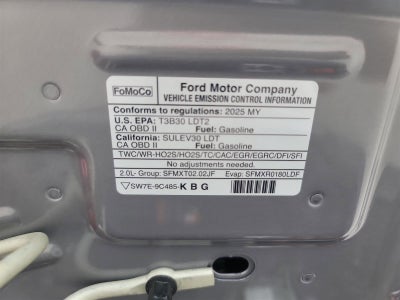 FoMoCo
Ford Motor Company
VEHICLE EMISSION CONTROL INFORMATION
Conforms to regulations: 2025 MY
U.S. EPA: T3B30 LDT2
CA OBD II Fuel: Gasoline
California: SULEV30 LDT
CA OBD II Fuel: Gasoline
TWC/WR-HO2S/HO2S/TC/CAC/EGR/EGRC/DFI/SFI
No adjustments needed.
2.0L- Group: SFMXT02.02JF Evap: SFMXR0180LDF
SW7E-9C485-KBG